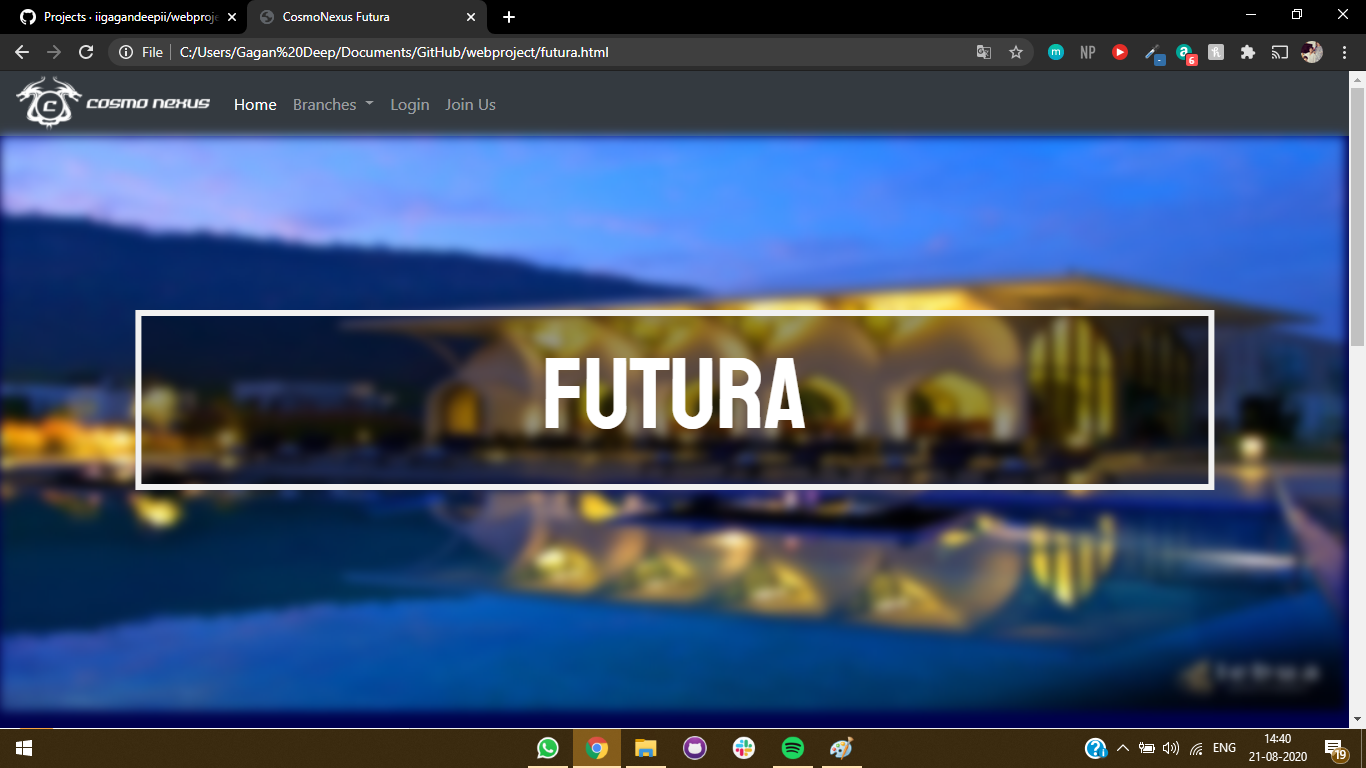 Projects · iigagandeepii/webproje
CosmoNexus Futura
File
C:/Users/Gagan%20Deep/Documents/GitHub/webproject/futura.html
m
NP
a
6
C
COSMO NEXUS
Home
Branches
Login
Join Us
FUTURA
ENG
14:40
21-08-2020
19